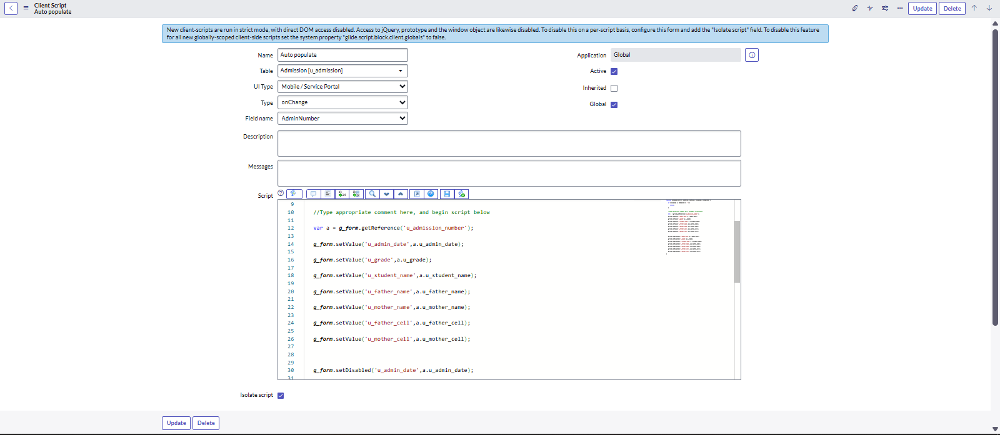 Client Script
Auto populate
Update
Delete
New client-scripts are run in strict mode, with direct DOM access disabled. Access to jQuery, prototype and the window object are likewise disabled. To disable this on a per-script basis, configure this form and add the "Isolate script" field. To disable this feature
for all new globally-scoped client-side scripts set the system property "glide.script.block.client.globals" to false.
Name Auto populate
Application Global
Table Admission [u_admission]
Active
UI Type Mobile / Service Portal
Inherited
Type onChange
Global
Field name AdminNumber
Description
Messages
Script
9
10 //Type appropriate comment here, and begin script below
11
12 var a = g_form.getReference('u_admission_number');
13
14 g_form.setValue('u_admin_date',a.u_admin_date);
15
16 g_form.setValue('u_grade',a.u_grade);
17
18 g_form.setValue('u_student_name',a.u_student_name);
19
20 g_form.setValue('u_father_name',a.u_father_name);
21
22 g_form.setValue('u_mother_name',a.u_mother_name);
23
24 g_form.setValue('u_father_cell',a.u_father_cell);
25
26 g_form.setValue('u_mother_cell',a.u_mother_cell);
27
28
29
30 g_form.setDisabled('u_admin_date',a.u_admin_date);
31
Isolate script
Update
Delete